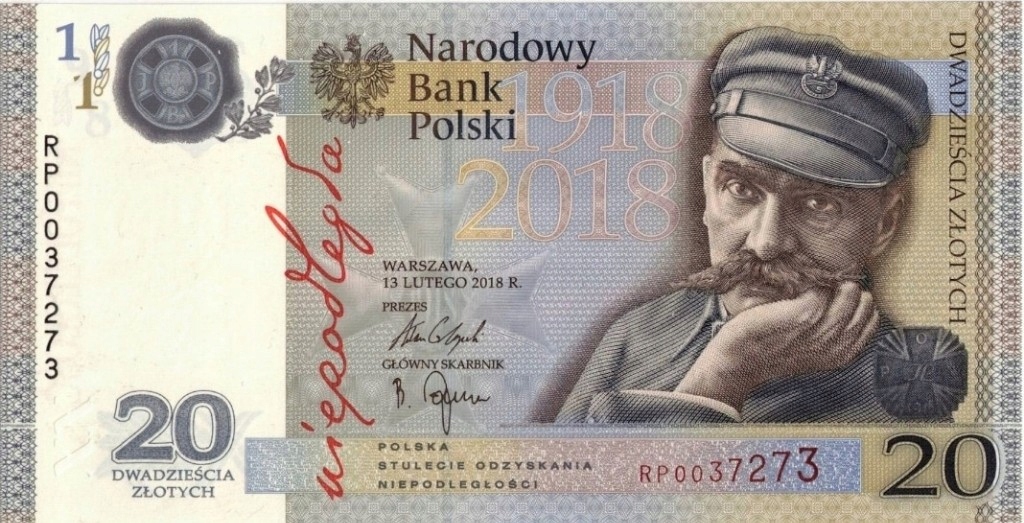 1
1
Narodowy
Bank
Polski
1918
2018
DWADZIEŚCIA ZŁOTYCH
RP0037273
niepodległa
WARSZAWA,
13 LUTEGO 2018 R.
PREZES
GŁÓWNY SKARBNIK
20
DWADZIEŚCIA
ZŁOTYCH
POLSKA
STULECIE ODZYSKANIA
NIEPODLEGŁOŚCI
RP0037273
20